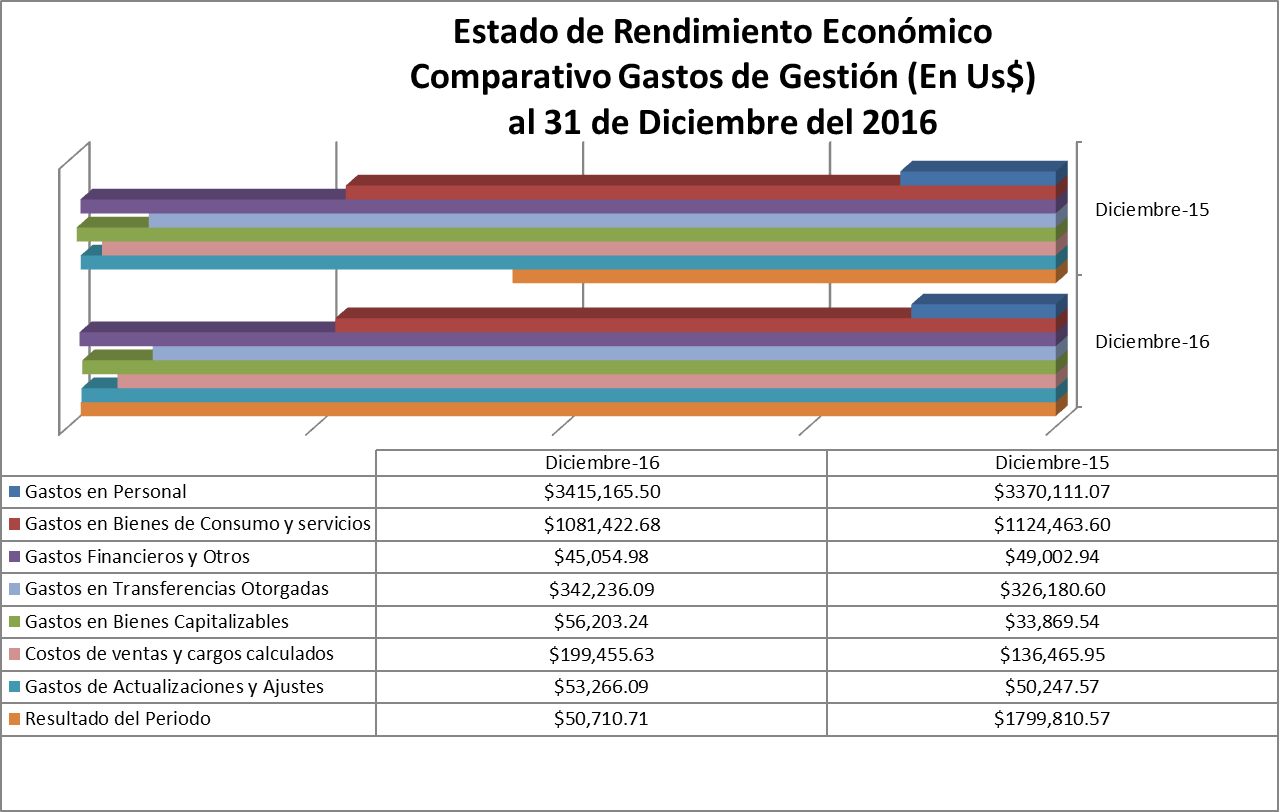 Estado de Rendimiento Económico
Comparativo Gastos de Gestión (En Us$)
al 31 de Diciembre del 2016
Diciembre-15
Diciembre-16
Diciembre-16 Diciembre-15
Gastos en Personal $3415,165.50 $3370,111.07
Gastos en Bienes de Consumo y servicios $1081,422.68 $1124,463.60
Gastos Financieros y Otros $45,054.98 $49,002.94
Gastos en Transferencias Otorgadas $342,236.09 $326,180.60
Gastos en Bienes Capitalizables $56,203.24 $33,869.54
Costos de ventas y cargos calculados $199,455.63 $136,465.95
Gastos de Actualizaciones y Ajustes $53,266.09 $50,247.57
Resultado del Periodo $50,710.71 $1799,810.57